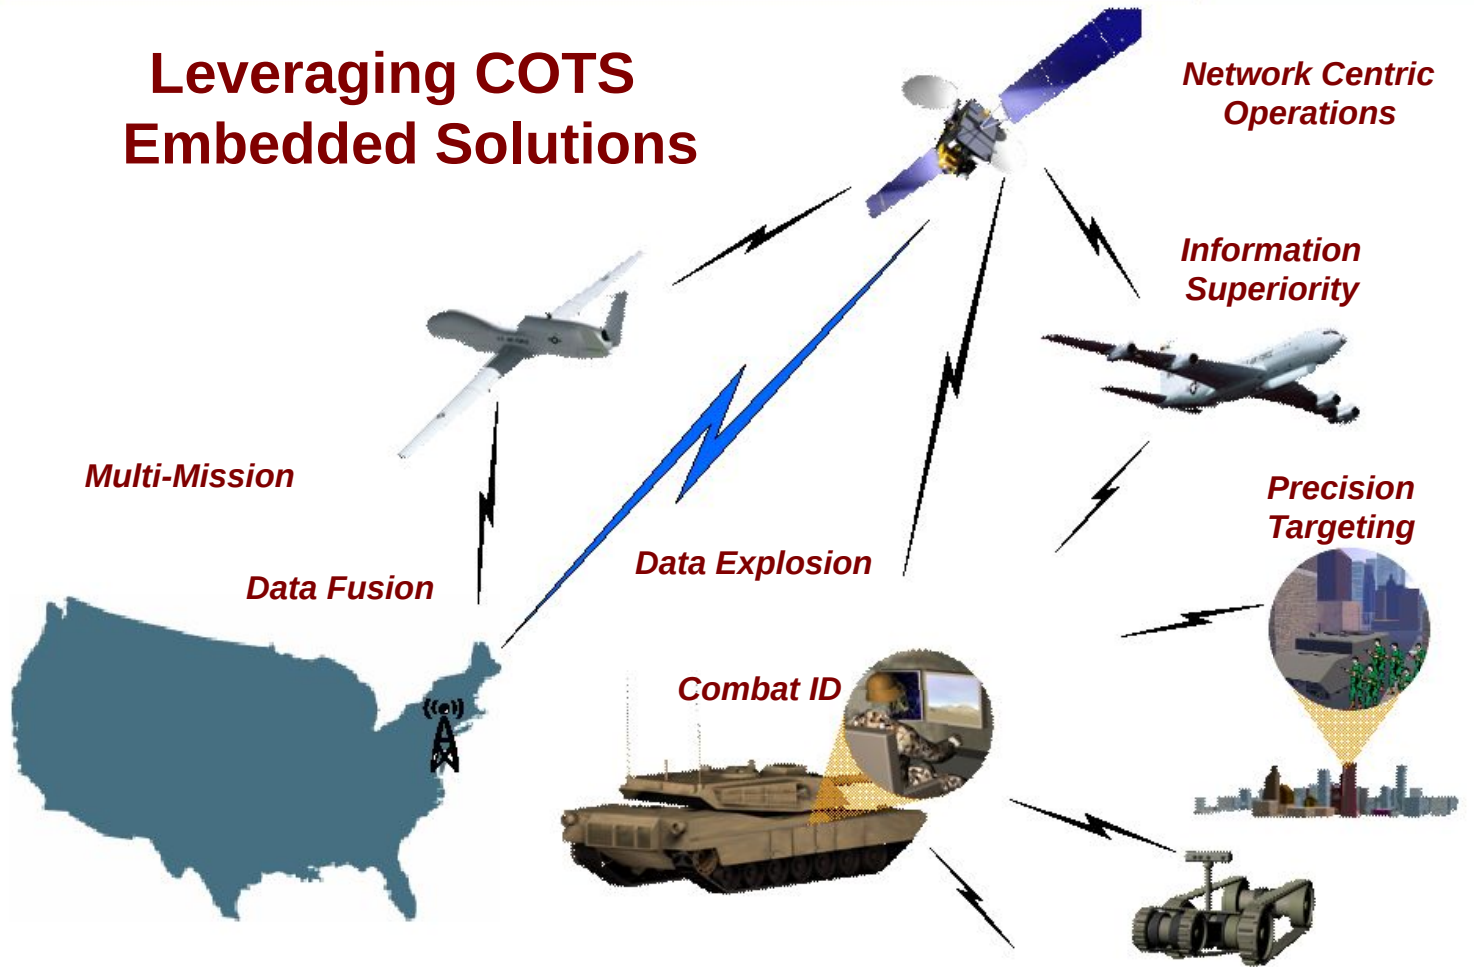 Leveraging COTS
Embedded Solutions
Network Centric
Operations
Information
Superiority
Multi-Mission
Precision
Targeting
Data Explosion
Data Fusion
Combat ID